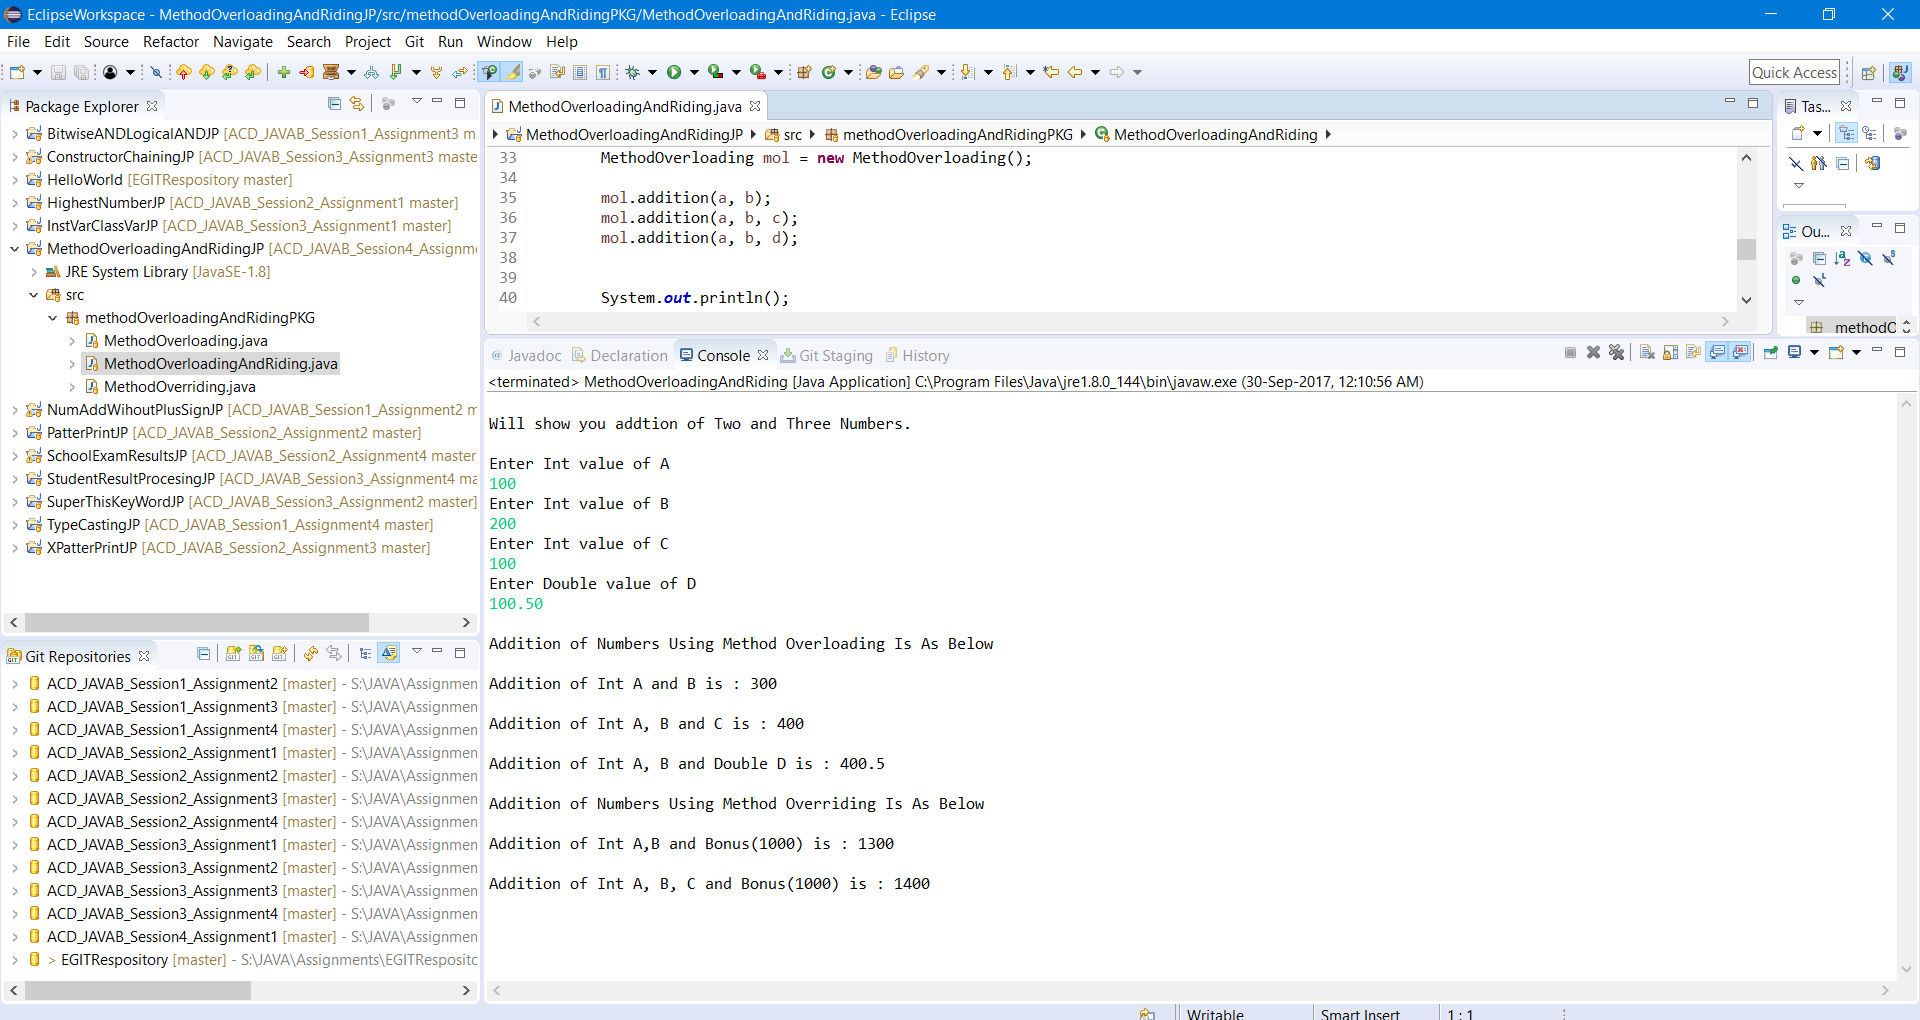 EclipseWorkspace - MethodOverloadingAndRidingJP/src/methodOverloadingAndRidingPKG/MethodOverloadingAndRiding.java - Eclipse
File Edit Source Refactor Navigate Search Project Git Run Window Help
Quick Access
Package Explorer
BitwiseANDLogicalANDJP [ACD_JAVAB_Session1_Assignment3 m
ConstructorChainingJP [ACD_JAVAB_Session3_Assignment3 maste
HelloWorld [EGITRespository master]
HighestNumberJP [ACD_JAVAB_Session2_Assignment1 master]
InstVarClassVarJP [ACD_JAVAB_Session3_Assignment1 master]
MethodOverloadingAndRidingJP [ACD_JAVAB_Session4_Assignm
JRE System Library [JavaSE-1.8]
src
methodOverloadingAndRidingPKG
MethodOverloading.java
MethodOverloadingAndRiding.java
MethodOverriding.java
NumAddWihoutPlusSignJP [ACD_JAVAB_Session1_Assignment2 m
PatterPrintJP [ACD_JAVAB_Session2_Assignment2 master]
SchoolExamResultsJP [ACD_JAVAB_Session2_Assignment4 master
StudentResultProcesingJP [ACD_JAVAB_Session3_Assignment4 ma
SuperThisKeyWordJP [ACD_JAVAB_Session3_Assignment2 master]
TypeCastingJP [ACD_JAVAB_Session1_Assignment4 master]
XPatterPrintJP [ACD_JAVAB_Session2_Assignment3 master]
Git Repositories
ACD_JAVAB_Session1_Assignment2 [master] - S:\JAVA\Assignmen
ACD_JAVAB_Session1_Assignment3 [master] - S:\JAVA\Assignmen
ACD_JAVAB_Session1_Assignment4 [master] - S:\JAVA\Assignmen
ACD_JAVAB_Session2_Assignment1 [master] - S:\JAVA\Assignmen
ACD_JAVAB_Session2_Assignment2 [master] - S:\JAVA\Assignmen
ACD_JAVAB_Session2_Assignment3 [master] - S:\JAVA\Assignmen
ACD_JAVAB_Session2_Assignment4 [master] - S:\JAVA\Assignmen
ACD_JAVAB_Session3_Assignment1 [master] - S:\JAVA\Assignmen
ACD_JAVAB_Session3_Assignment2 [master] - S:\JAVA\Assignmen
ACD_JAVAB_Session3_Assignment3 [master] - S:\JAVA\Assignmen
ACD_JAVAB_Session3_Assignment4 [master] - S:\JAVA\Assignmen
ACD_JAVAB_Session4_Assignment1 [master] - S:\JAVA\Assignmen
> EGITRespository [master] - S:\JAVA\Assignments\EGITRespositc
MethodOverloadingAndRiding.java
MethodOverloadingAndRidingJP src methodOverloadingAndRidingPKG MethodOverloadingAndRiding
33 MethodOverloading mol = new MethodOverloading();
34
35 mol.addition(a, b);
36 mol.addition(a, b, c);
37 mol.addition(a, b, d);
38
39
40 System.out.println();
Tas...
Ou...
methodC
Javadoc Declaration Console Git Staging History
<terminated> MethodOverloadingAndRiding [Java Application] C:\Program Files\Java\jre1.8.0_144\bin\javaw.exe (30-Sep-2017, 12:10:56 AM)
Will show you addtion of Two and Three Numbers.
Enter Int value of A
100
Enter Int value of B
200
Enter Int value of C
100
Enter Double value of D
100.50
Addition of Numbers Using Method Overloading Is As Below
Addition of Int A and B is : 300
Addition of Int A, B and C is : 400
Addition of Int A, B and Double D is : 400.5
Addition of Numbers Using Method Overriding Is As Below
Addition of Int A,B and Bonus(1000) is : 1300
Addition of Int A, B, C and Bonus(1000) is : 1400
Writable Smart Insert 1 : 1